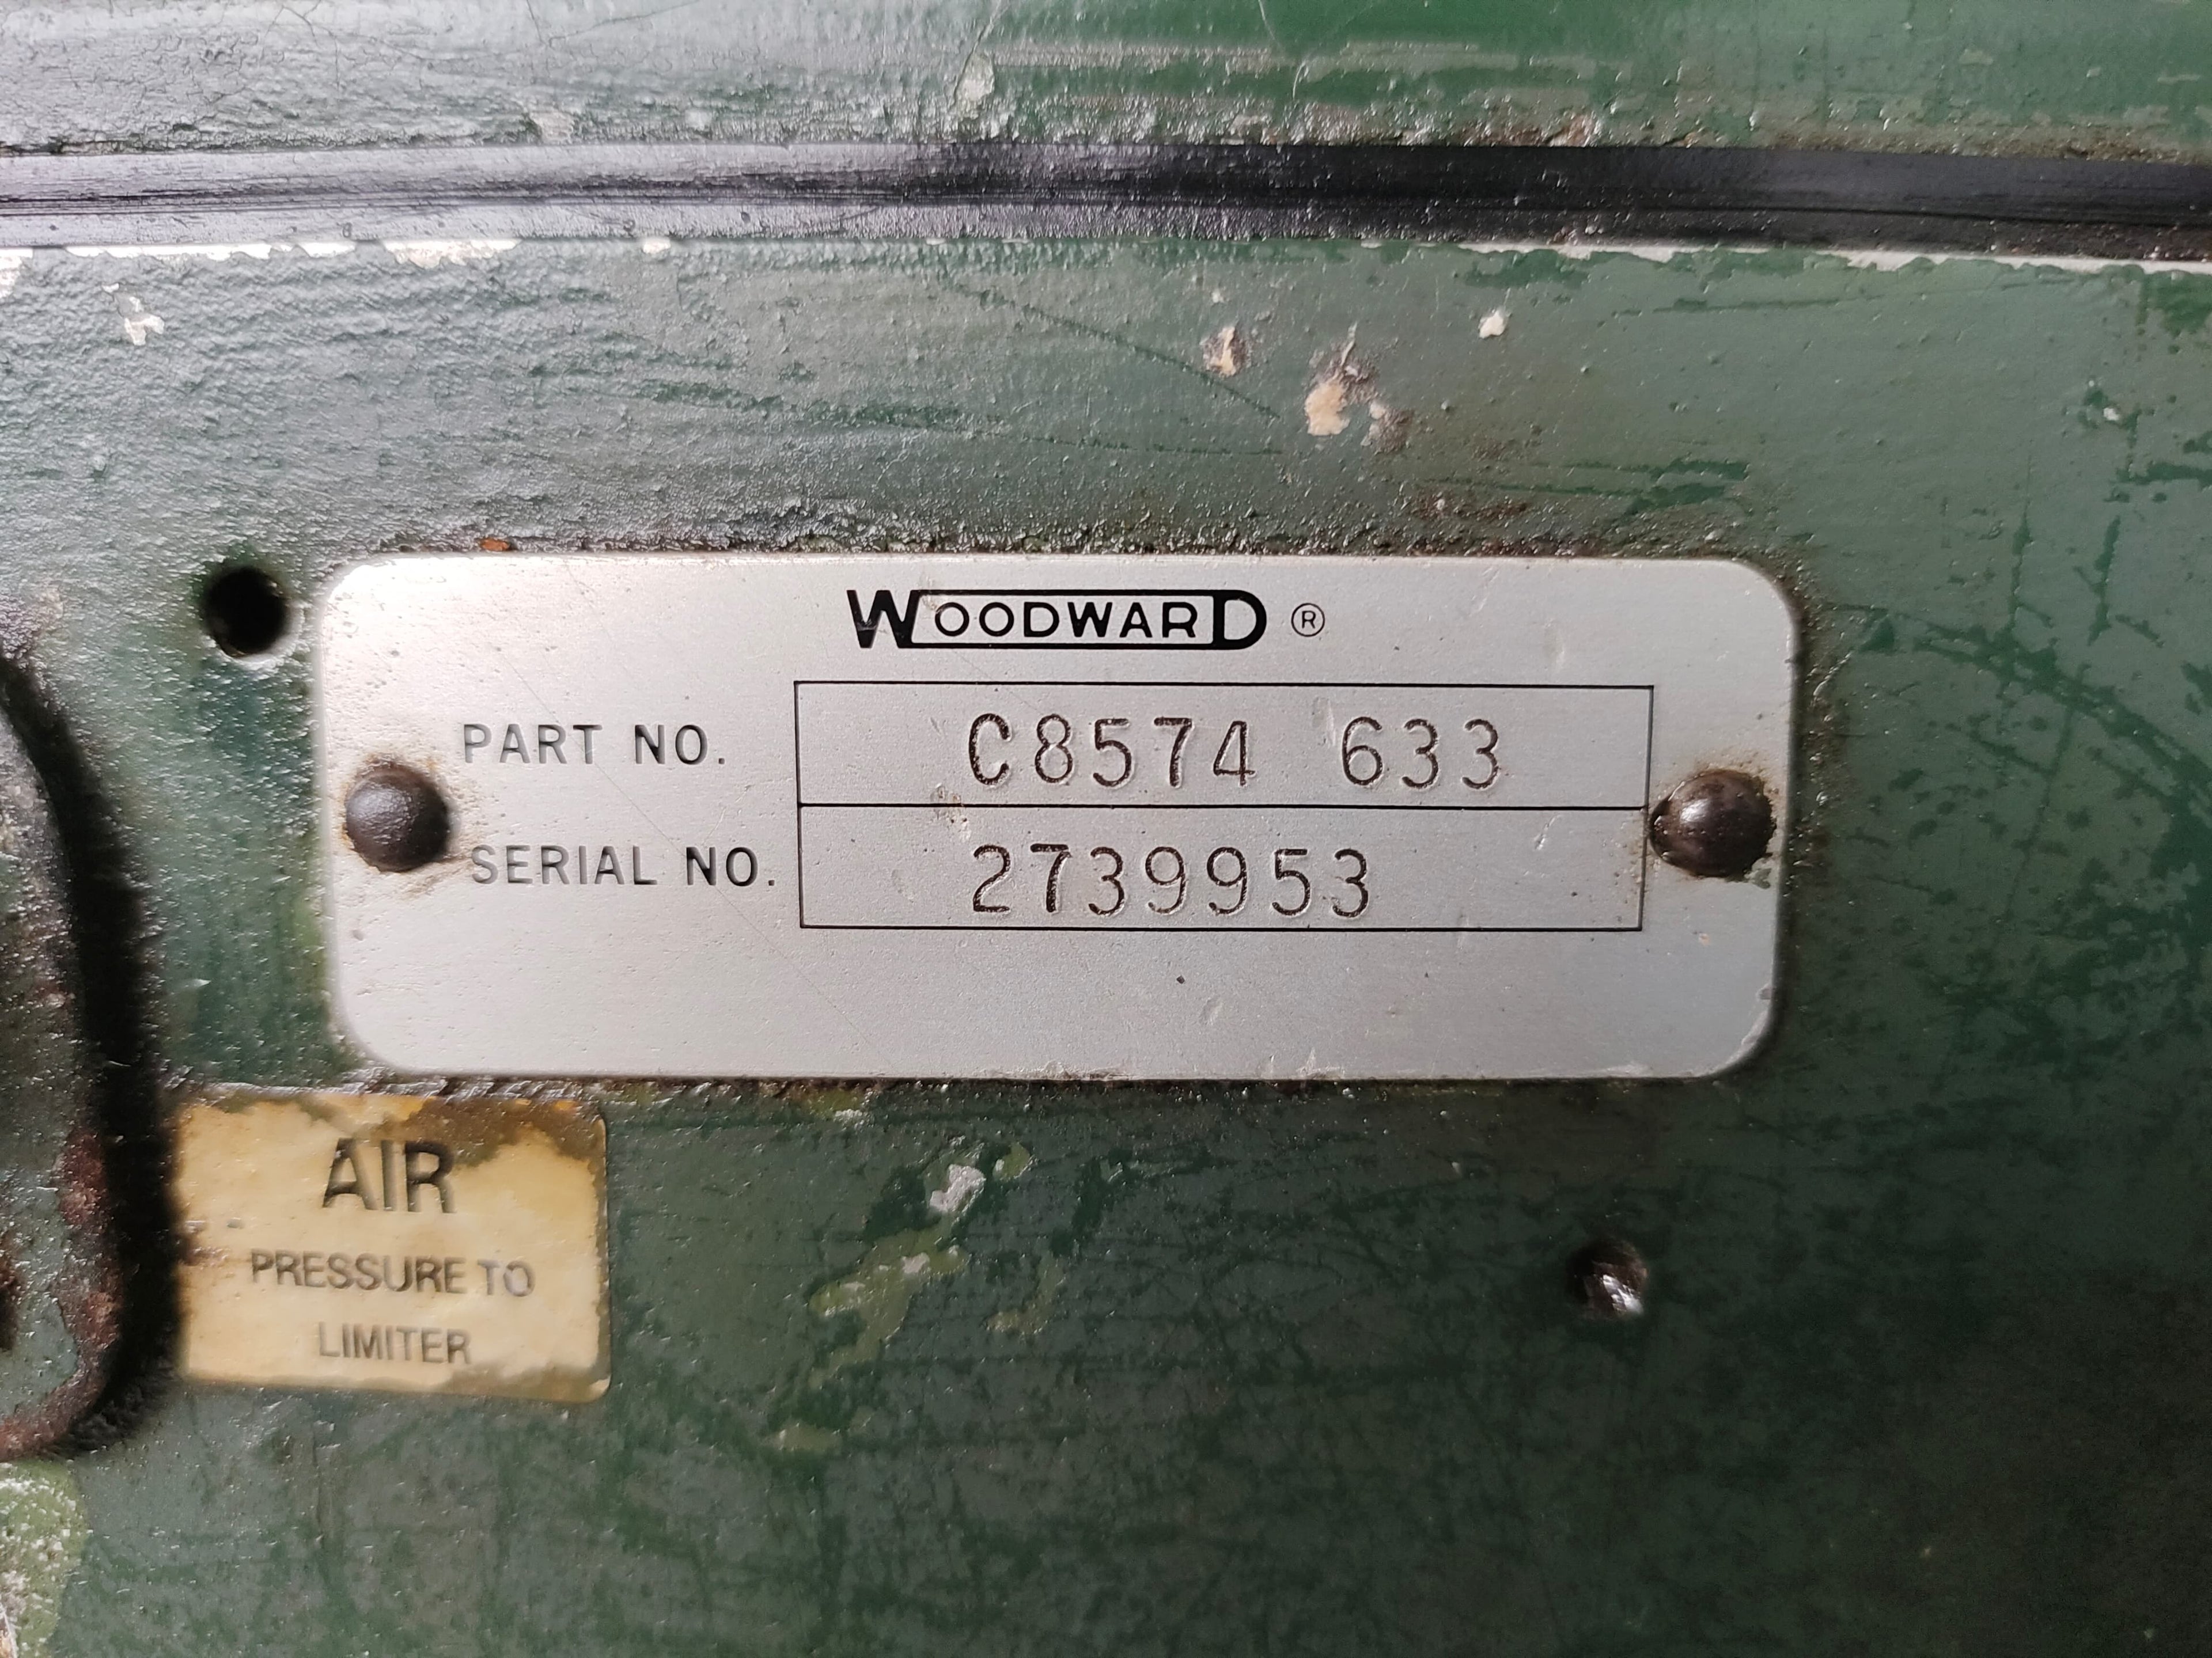 WOODWARD ®
PART NO. C8574 633
SERIAL NO. 2739953
AIR
PRESSURE TO
LIMITER